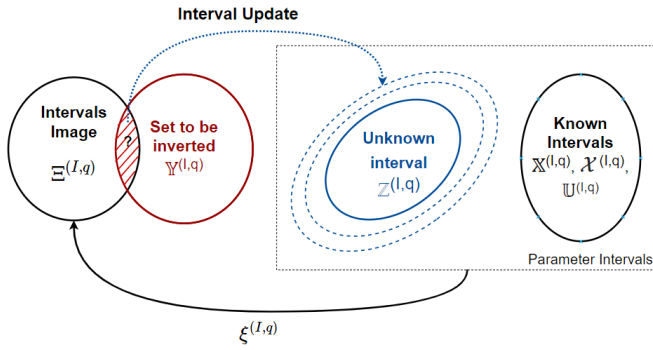 Interval Update
Intervals
Image
Ξ^(I,q)
?
Set to be
inverted
𝕐^(I,q)
Unknown
interval
ℤ^(I,q)
Known
Intervals
𝕏^(I,q), 𝒳^(I,q),
𝕌^(I,q)
Parameter Intervals
ξ^(I,q)